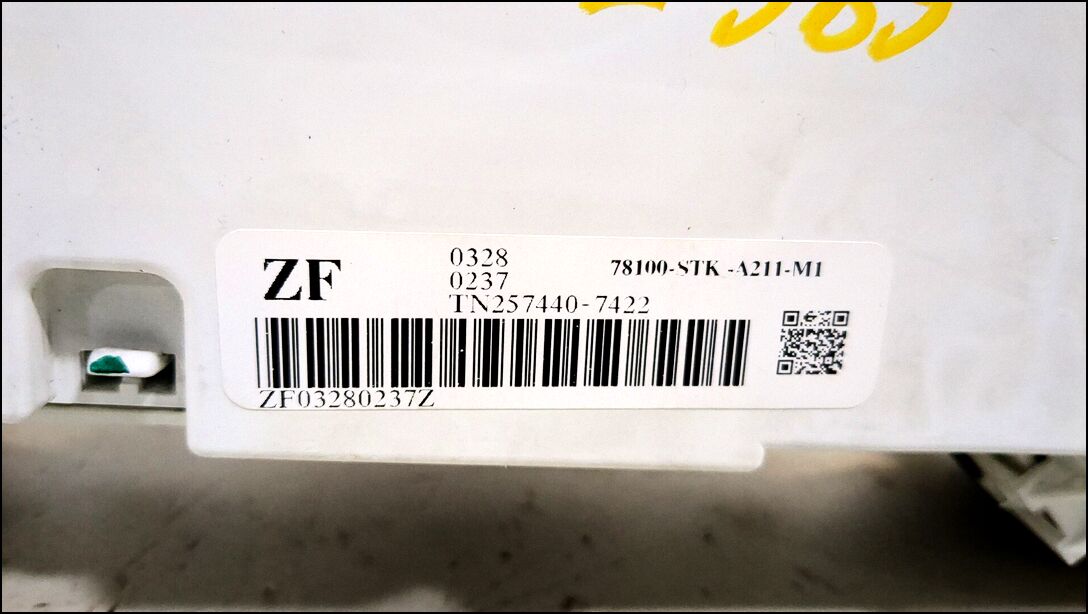 ZF
0328
0237
TN257440-7422
78100-STK -A211-M1
ZF03280237Z